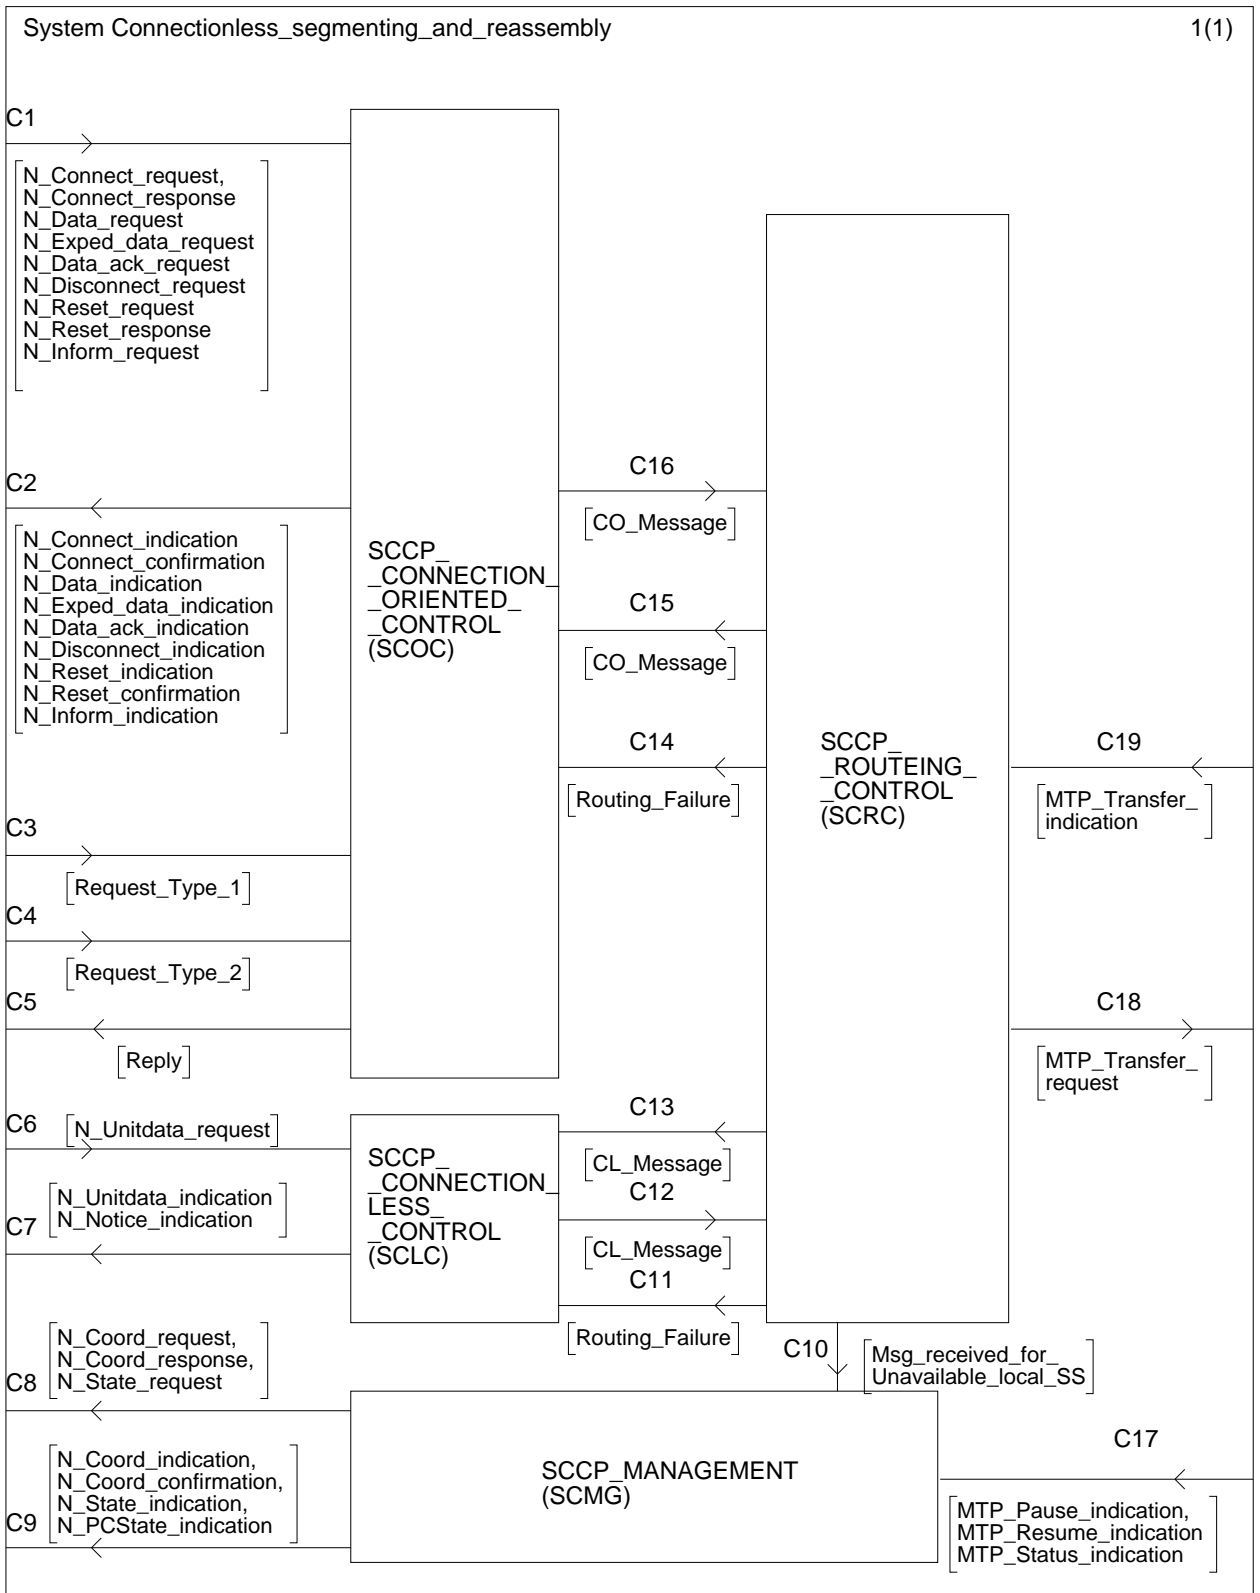 System Connectionless_segmenting_and_reassembly 1(1)
C1
N_Connect_request,
N_Connect_response
N_Data_request
N_Exped_data_request
N_Data_ack_request
N_Disconnect_request
N_Reset_request
N_Reset_response
N_Inform_request
C2
N_Connect_indication
N_Connect_confirmation
N_Data_indication
N_Exped_data_indication
N_Data_ack_indication
N_Disconnect_indication
N_Reset_indication
N_Reset_confirmation
N_Inform_indication
C3
[Request_Type_1]
C4
[Request_Type_2]
C5
[Reply]
SCCP_
_CONNECTION_
_ORIENTED_
_CONTROL
(SCOC)
C16
[CO_Message]
C15
[CO_Message]
C14
[Routing_Failure]
SCCP_
_ROUTEING_
_CONTROL
(SCRC)
C19
MTP_Transfer_
indication
C18
MTP_Transfer_
request
C6 [N_Unitdata_request]
N_Unitdata_indication
N_Notice_indication
C7
SCCP_
_CONNECTION_
LESS_
_CONTROL
(SCLC)
C13
[CL_Message]
C12
[CL_Message]
C11
[Routing_Failure]
C10
Msg_received_for_
Unavailable_local_SS
N_Coord_request,
N_Coord_response,
N_State_request
C8
N_Coord_indication,
N_Coord_confirmation,
N_State_indication,
N_PCState_indication
C9
SCCP_MANAGEMENT
(SCMG)
C17
MTP_Pause_indication,
MTP_Resume_indication
MTP_Status_indication